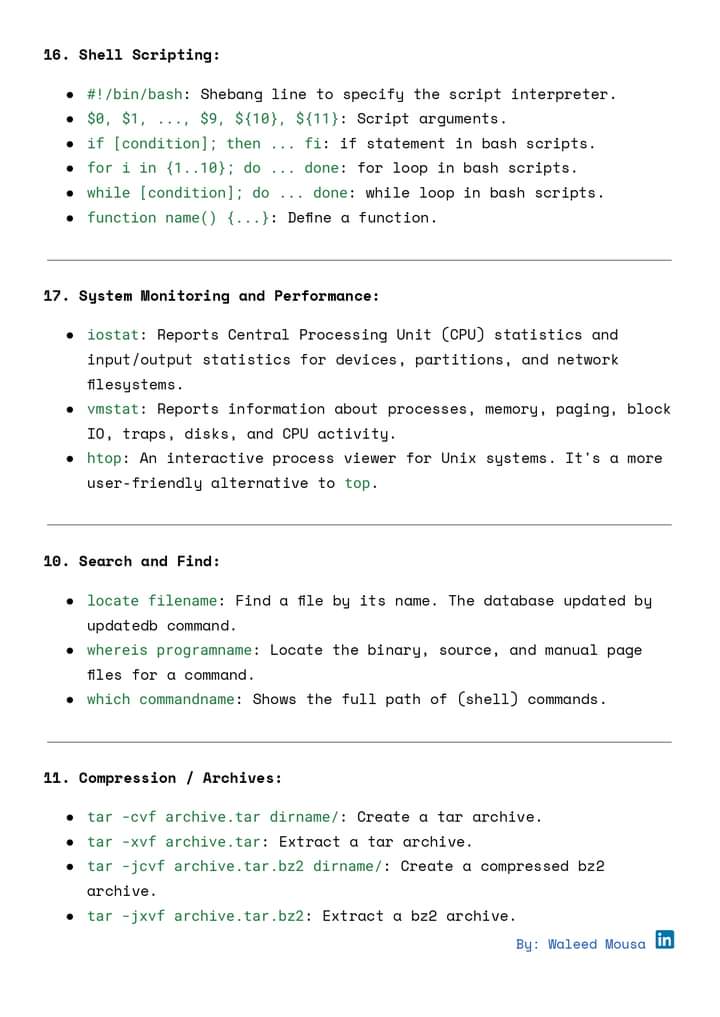 16. Shell Scripting:
● #!/bin/bash: Shebang line to specify the script interpreter.
● $0, $1, ..., $9, ${10}, ${11}: Script arguments.
● if [condition]; then ... fi: if statement in bash scripts.
● for i in {1..10}; do ... done: for loop in bash scripts.
● while [condition]; do ... done: while loop in bash scripts.
● function name() {...}: Define a function.
17. System Monitoring and Performance:
● iostat: Reports Central Processing Unit (CPU) statistics and
input/output statistics for devices, partitions, and network
filesystems.
● vmstat: Reports information about processes, memory, paging, block
IO, traps, disks, and CPU activity.
● htop: An interactive process viewer for Unix systems. It's a more
user-friendly alternative to top.
10. Search and Find:
● locate filename: Find a file by its name. The database updated by
updatedb command.
● whereis programname: Locate the binary, source, and manual page
files for a command.
● which commandname: Shows the full path of (shell) commands.
11. Compression / Archives:
● tar -cvf archive.tar dirname/: Create a tar archive.
● tar -xvf archive.tar: Extract a tar archive.
● tar -jcvf archive.tar.bz2 dirname/: Create a compressed bz2
archive.
● tar -jxvf archive.tar.bz2: Extract a bz2 archive.
By: Waleed Mousa in